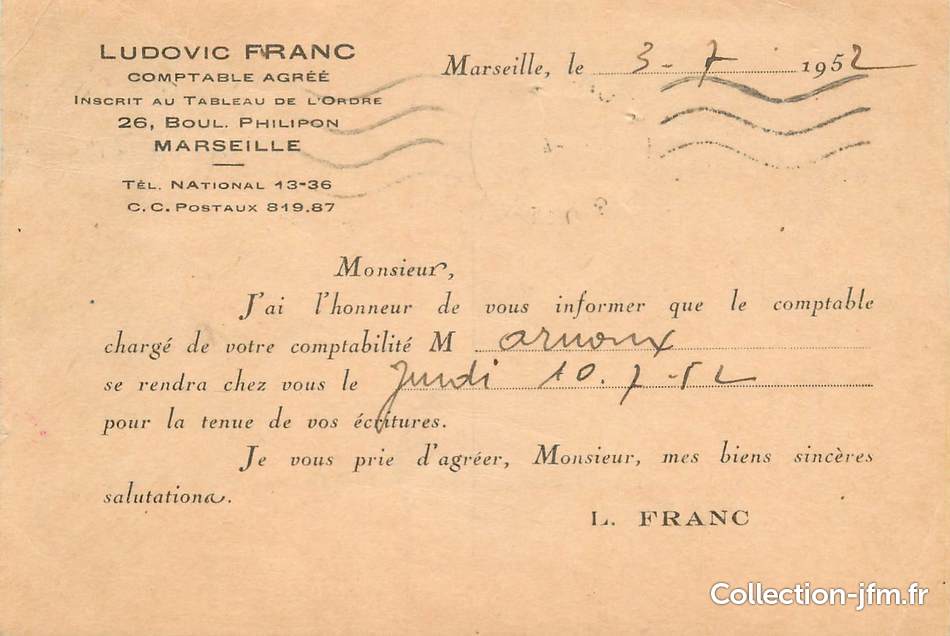 LUDOVIC FRANC
COMPTABLE AGRÉÉ
INSCRIT AU TABLEAU DE L'ORDRE
26, BOUL. PHILIPON
MARSEILLE
TÉL. NATIONAL 13-36
C.C. POSTAUX 819.87
Marseille, le 3-7 1952
Monsieur,
J'ai l'honneur de vous informer que le comptable
chargé de votre comptabilité M arnoux
se rendra chez vous le Jeudi 10.7-52
pour la tenue de vos écritures.
Je vous prie d'agréer, Monsieur, mes biens sincères
salutations.
L. FRANC
Collection-jfm.fr